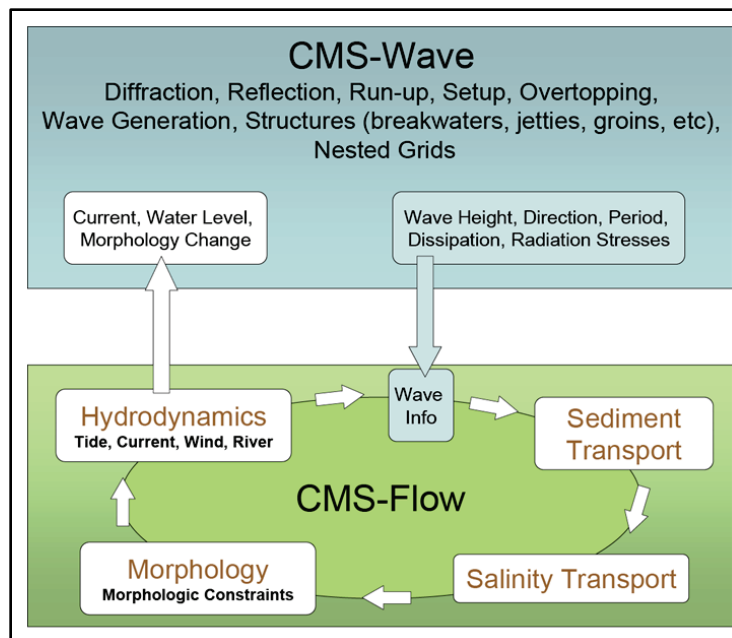 CMS-Wave
Diffraction, Reflection, Run-up, Setup, Overtopping,
Wave Generation, Structures (breakwaters, jetties, groins, etc),
Nested Grids
Current, Water Level,
Morphology Change
Wave Height, Direction, Period,
Dissipation, Radiation Stresses
Hydrodynamics
Tide, Current, Wind, River
Wave
Info
Sediment
Transport
CMS-Flow
Morphology
Morphologic Constraints
Salinity Transport